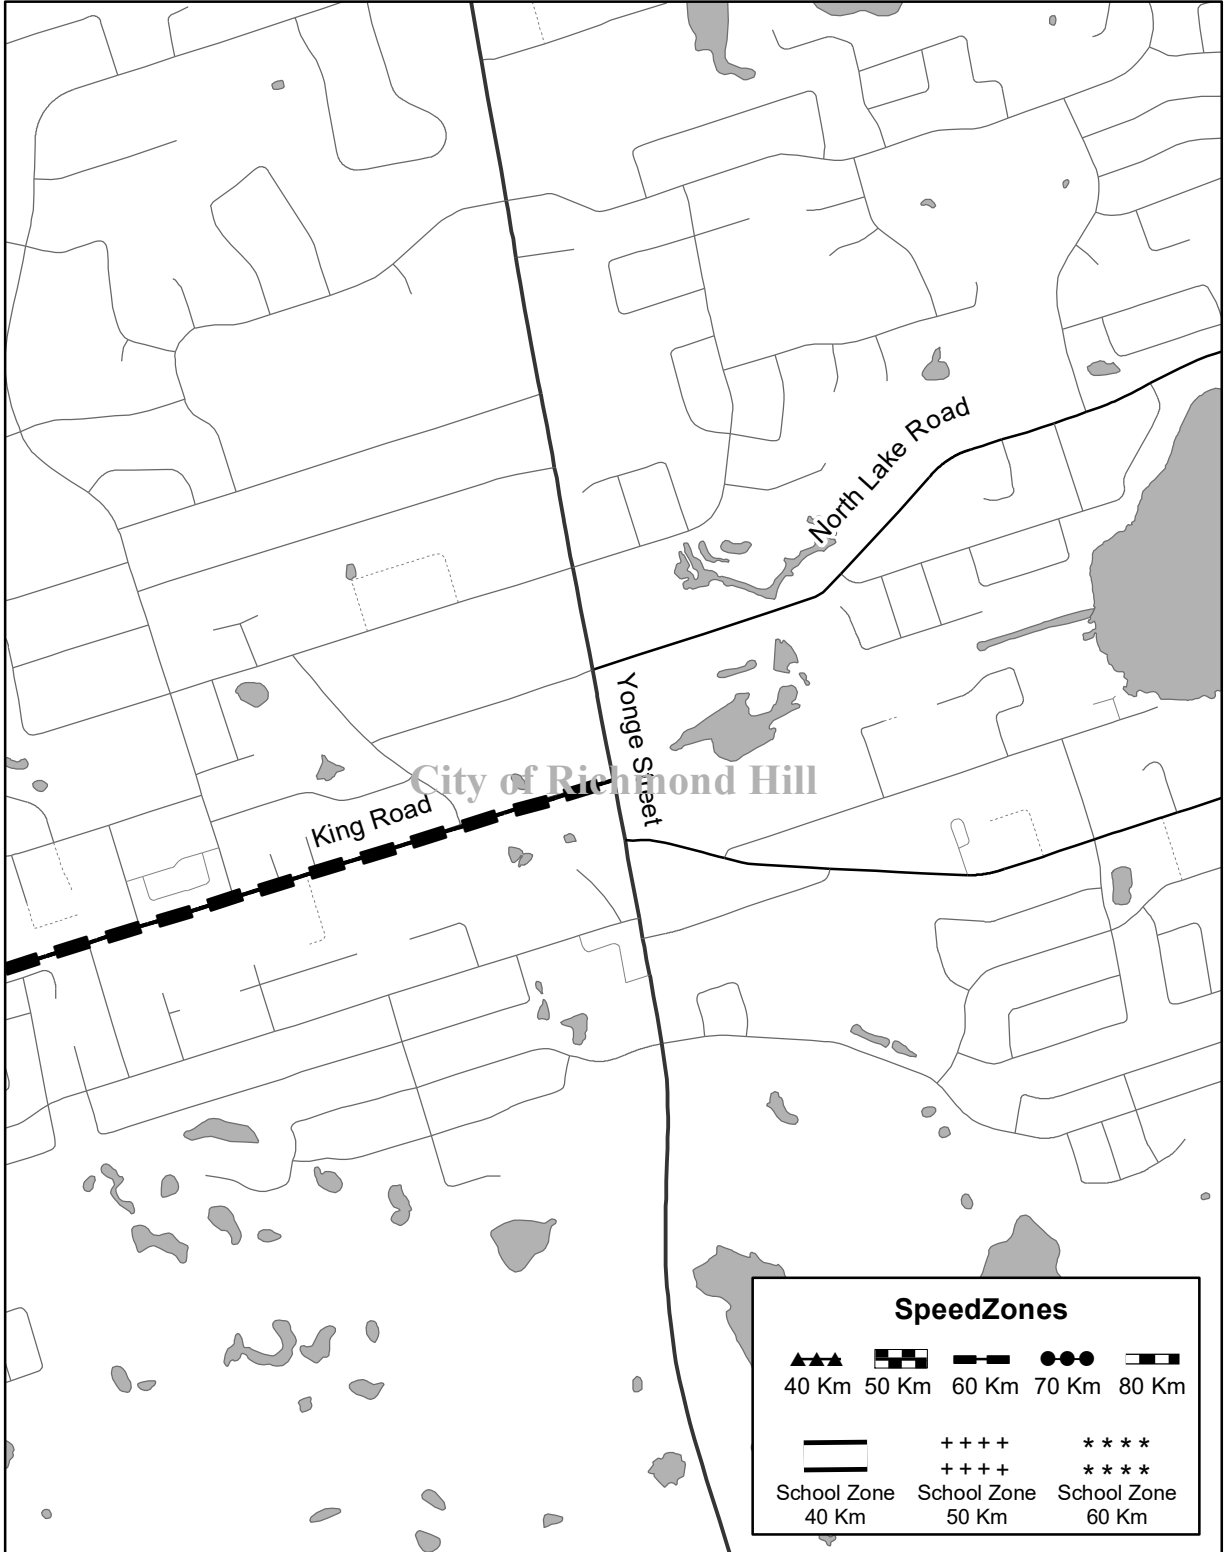 North Lake Road
Yonge Street
City of Richmond Hill
King Road
SpeedZones
40 Km 50 Km 60 Km 70 Km 80 Km
School Zone School Zone School Zone
40 Km 50 Km 60 Km